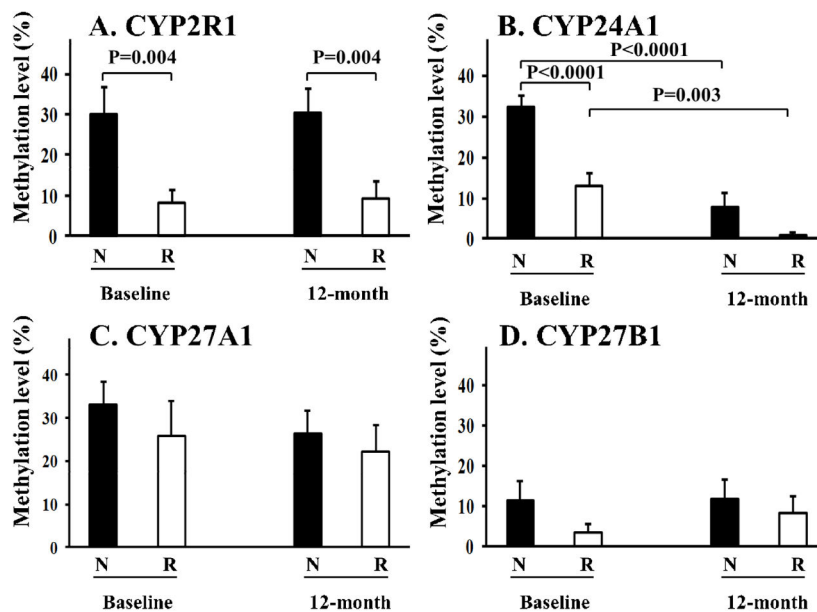 A. CYP2R1
Methylation level (%)
P=0.004
P=0.004
40
30
20
10
0
N
R
N
R
Baseline
12-month
B. CYP24A1
Methylation level (%)
P<0.0001
P<0.0001
P=0.003
40
30
20
10
0
N
R
N
R
Baseline
12-month
C. CYP27A1
Methylation level (%)
40
30
20
10
0
N
R
N
R
Baseline
12-month
D. CYP27B1
Methylation level (%)
40
30
20
10
0
N
R
N
R
Baseline
12-month